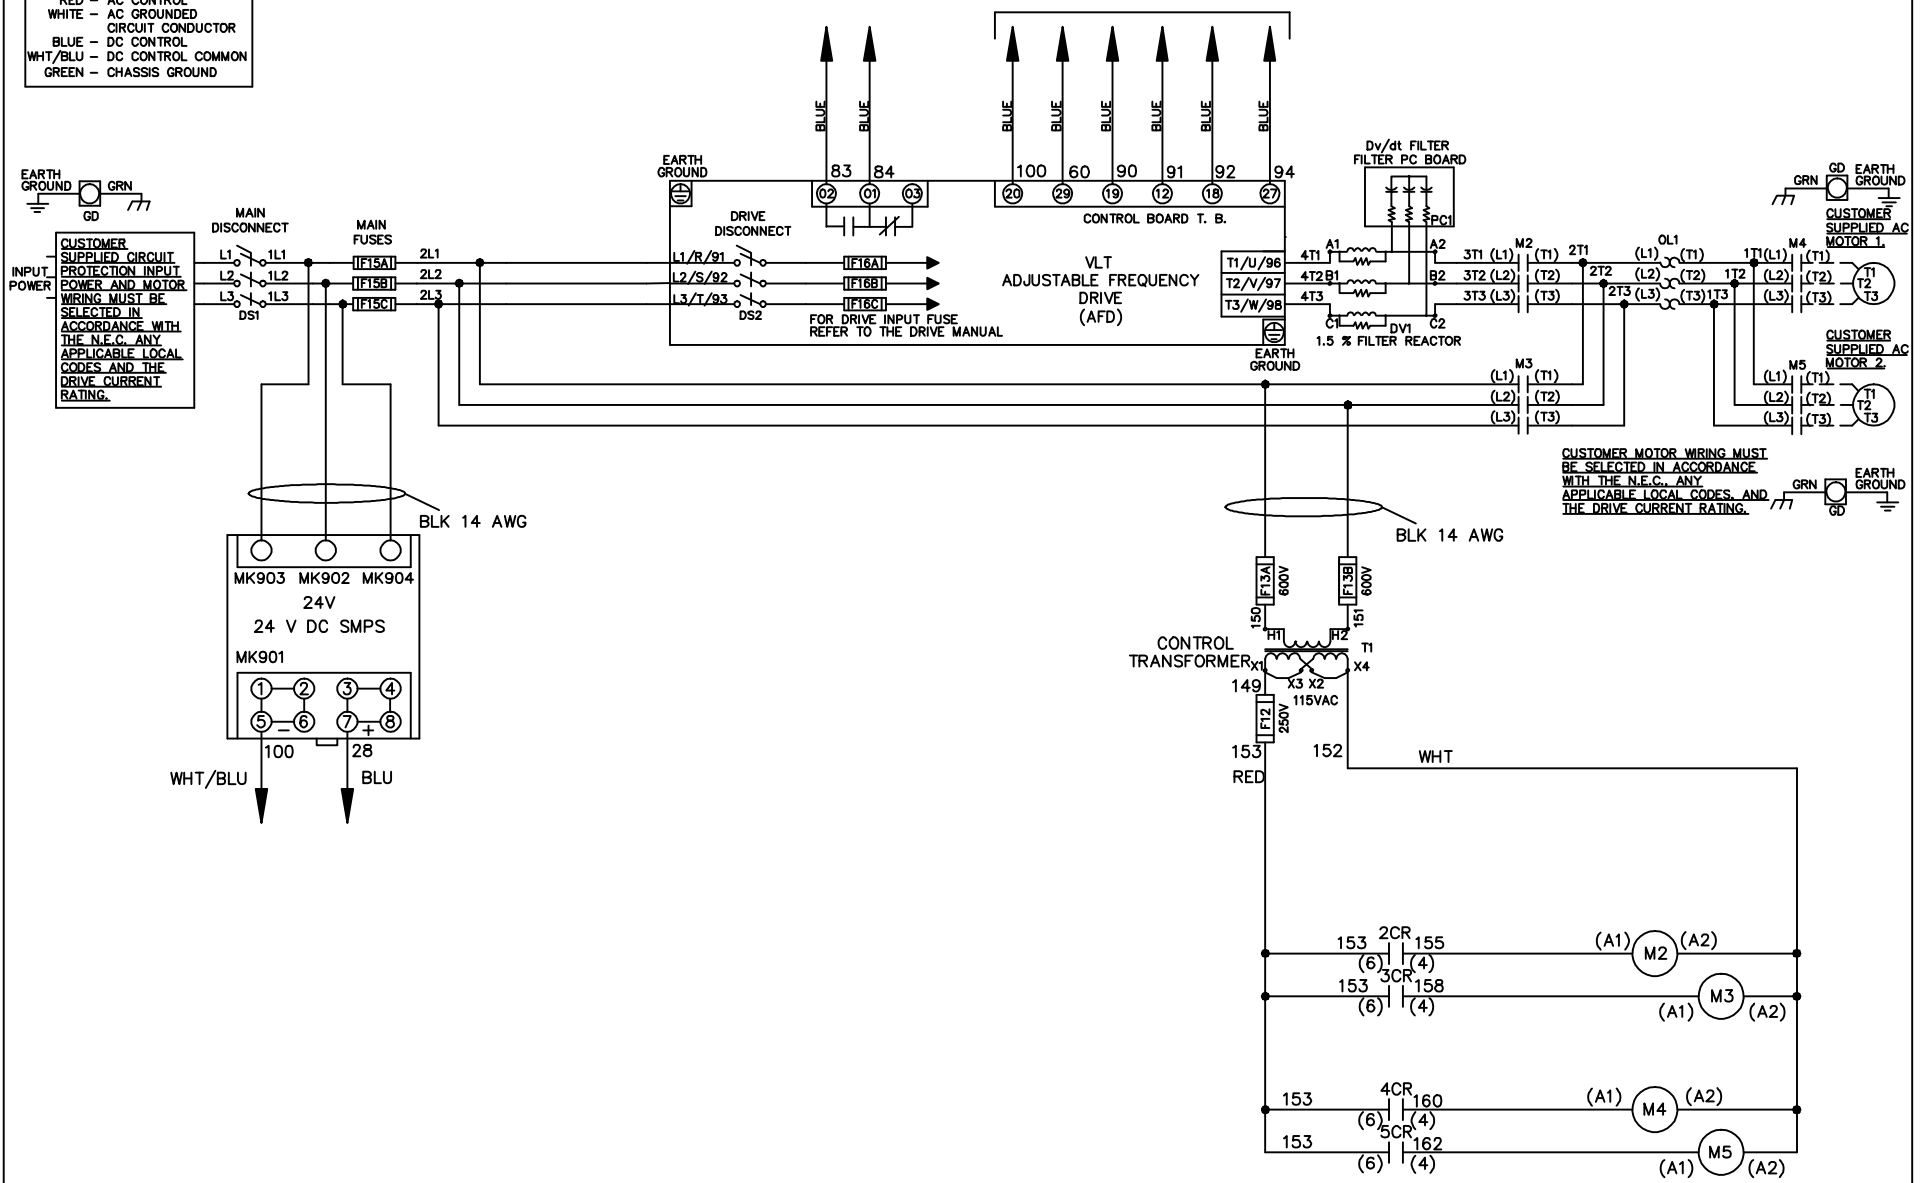 RED – AC CONTROL
WHITE – AC GROUNDED
CIRCUIT CONDUCTOR
BLUE – DC CONTROL
WHT/BLU – DC CONTROL COMMON
GREEN – CHASSIS GROUND
BLUE
BLUE
BLUE
BLUE
BLUE
BLUE
BLUE
BLUE
EARTH
GROUND
GRN
GD
MAIN
DISCONNECT
MAIN
FUSES
INPUT
POWER
CUSTOMER
SUPPLIED CIRCUIT
PROTECTION INPUT
POWER AND MOTOR
WIRING MUST BE
SELECTED IN
ACCORDANCE WITH
THE N.E.C. ANY
APPLICABLE LOCAL
CODES AND THE
DRIVE CURRENT
RATING.
L1 1L1 F15A 2L1
L2 1L2 F15B 2L2
L3 1L3 F15C 2L3
DS1
EARTH
GROUND
83 84
02 01 03
100 60 90 91 92 94
20 29 19 12 18 27
CONTROL BOARD T. B.
DRIVE
DISCONNECT
L1/R/91 F16A
L2/S/92 F16B
L3/T/93 F16C
DS2
FOR DRIVE INPUT FUSE
REFER TO THE DRIVE MANUAL
VLT
ADJUSTABLE FREQUENCY
DRIVE
(AFD)
T1/U/96
T2/V/97
T3/W/98
EARTH
GROUND
Dv/dt FILTER
FILTER PC BOARD
PC1
4T1 A1 A2
4T2 B1 B2
4T3 C1 C2
DV1
1.5 % FILTER REACTOR
M2
3T1 (L1) (T1) 2T1
3T2 (L2) (T2) 2T2
3T3 (L3) (T3) 2T3
OL1
(L1) (T1) 1T1
(L2) (T2) 1T2
(L3) (T3) 1T3
M4
(L1) (T1)
(L2) (T2)
(L3) (T3)
T1
T2
T3
GRN
GD
EARTH
GROUND
CUSTOMER
SUPPLIED AC
MOTOR 1.
M3
(L1) (T1)
(L2) (T2)
(L3) (T3)
CUSTOMER
SUPPLIED AC
MOTOR 2.
M5
(L1) (T1)
(L2) (T2)
(L3) (T3)
T1
T2
T3
CUSTOMER MOTOR WIRING MUST
BE SELECTED IN ACCORDANCE
WITH THE N.E.C., ANY
APPLICABLE LOCAL CODES, AND
THE DRIVE CURRENT RATING.
GRN
GD
EARTH
GROUND
BLK 14 AWG
BLK 14 AWG
MK903 MK902 MK904
24V
24 V DC SMPS
MK901
1 2 3 4
5 6 7 8
– +
100 28
WHT/BLU BLU
F13A 600V
F13B 600V
150 151
H1 H2
T1
CONTROL
TRANSFORMER
X1 X3 X2 X4
115VAC
149
F12 250V
153 152 WHT
RED
2CR
153 155 (A1) M2 (A2)
(6) (4)
3CR
153 158 M3
(6) (4) (A1) (A2)
4CR
153 160 (A1) M4 (A2)
(6) (4)
5CR
153 162 M5
(6) (4) (A1) (A2)